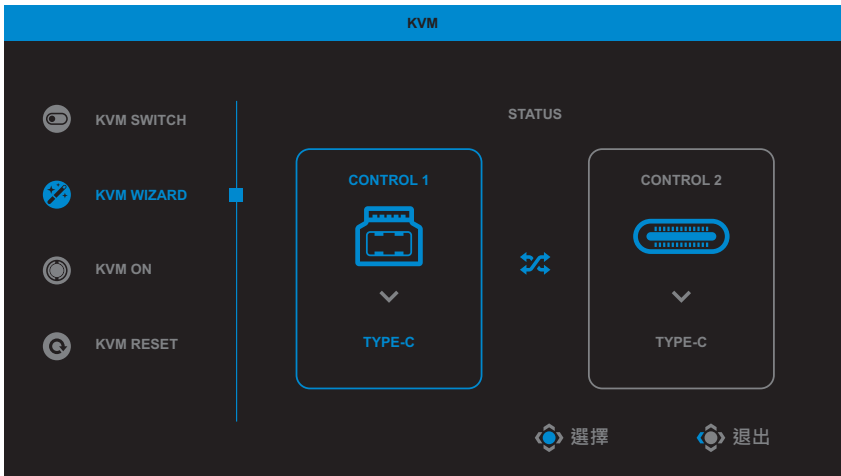 KVM
KVM SWITCH
KVM WIZARD
KVM ON
KVM RESET
STATUS
CONTROL 1
TYPE-C
CONTROL 2
TYPE-C
選擇
退出